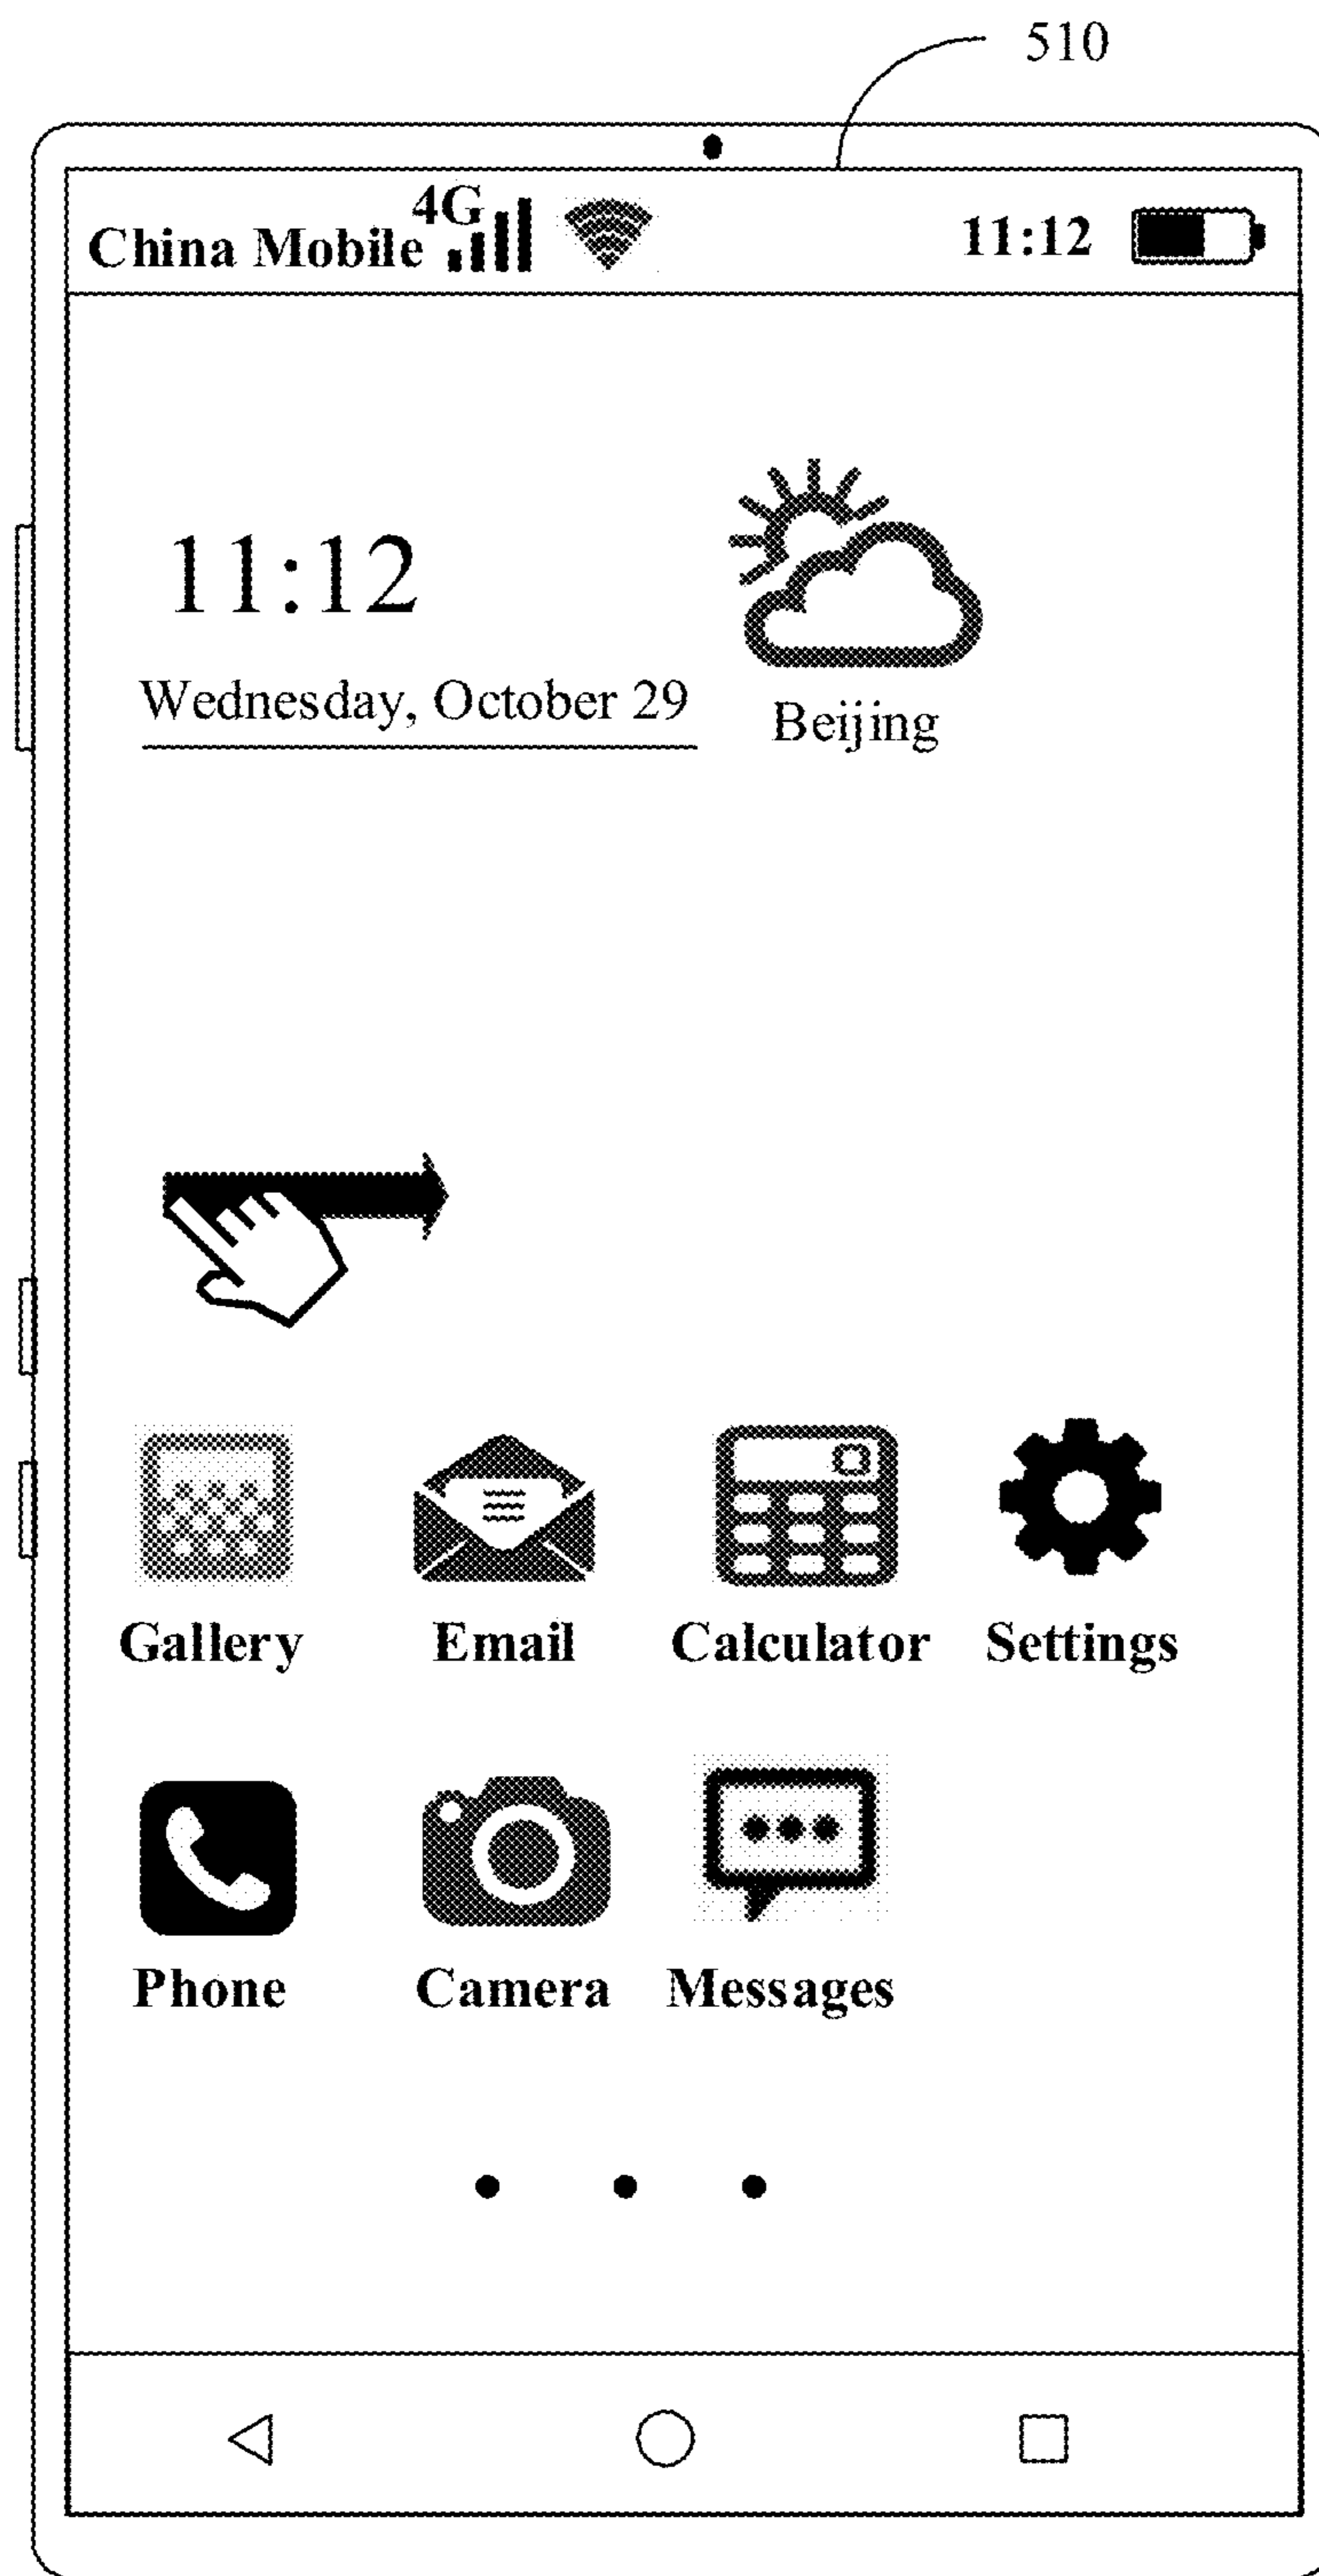 510
China Mobile 4G 11:12
11:12
Wednesday, October 29
Beijing
Gallery Email Calculator Settings
Phone Camera Messages